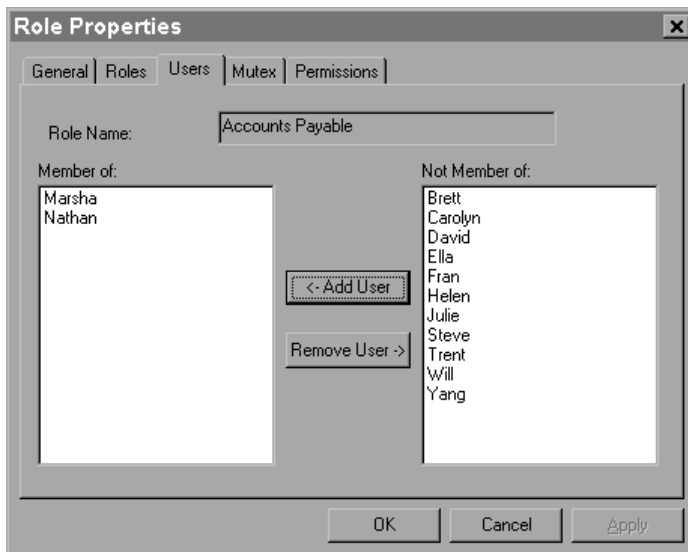 Role Properties
General Roles Users Mutex Permissions
Role Name: Accounts Payable
Member of:
Marsha
Nathan
<- Add User
Remove User ->
Not Member of:
Brett
Carolyn
David
Ella
Fran
Helen
Julie
Steve
Trent
Will
Yang
OK Cancel Apply